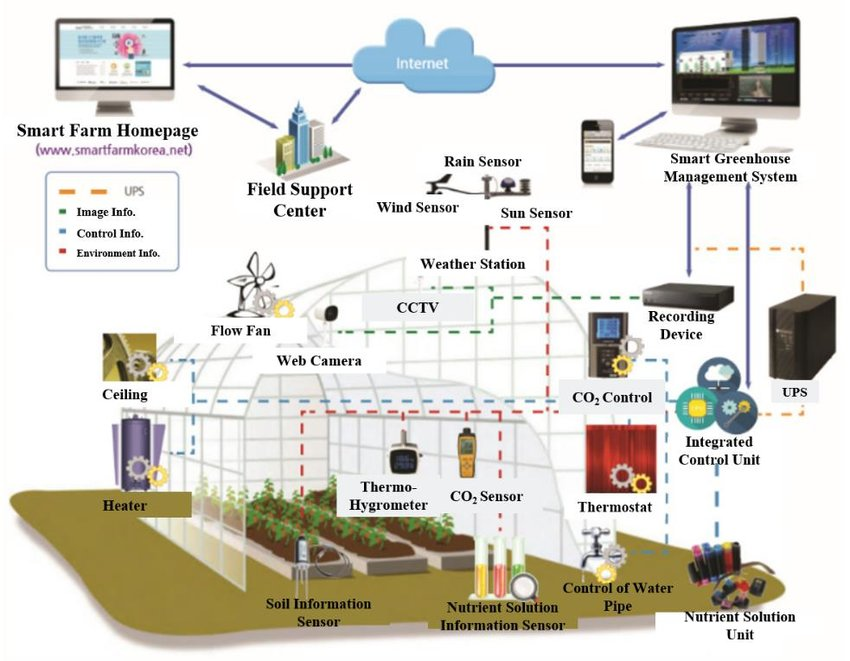 Internet
Smart Farm Homepage
(www.smartfarmkorea.net)
Field Support
Center
Smart Greenhouse
Management System
UPS
Image Info.
Control Info.
Environment Info.
Rain Sensor
Wind Sensor
Sun Sensor
Weather Station
CCTV
Recording
Device
Flow Fan
Web Camera
Ceiling
CO₂ Control
UPS
Integrated
Control Unit
Heater
Thermo-
Hygrometer
CO₂ Sensor
Thermostat
Soil Information
Sensor
Nutrient Solution
Information Sensor
Control of Water
Pipe
Nutrient Solution
Unit